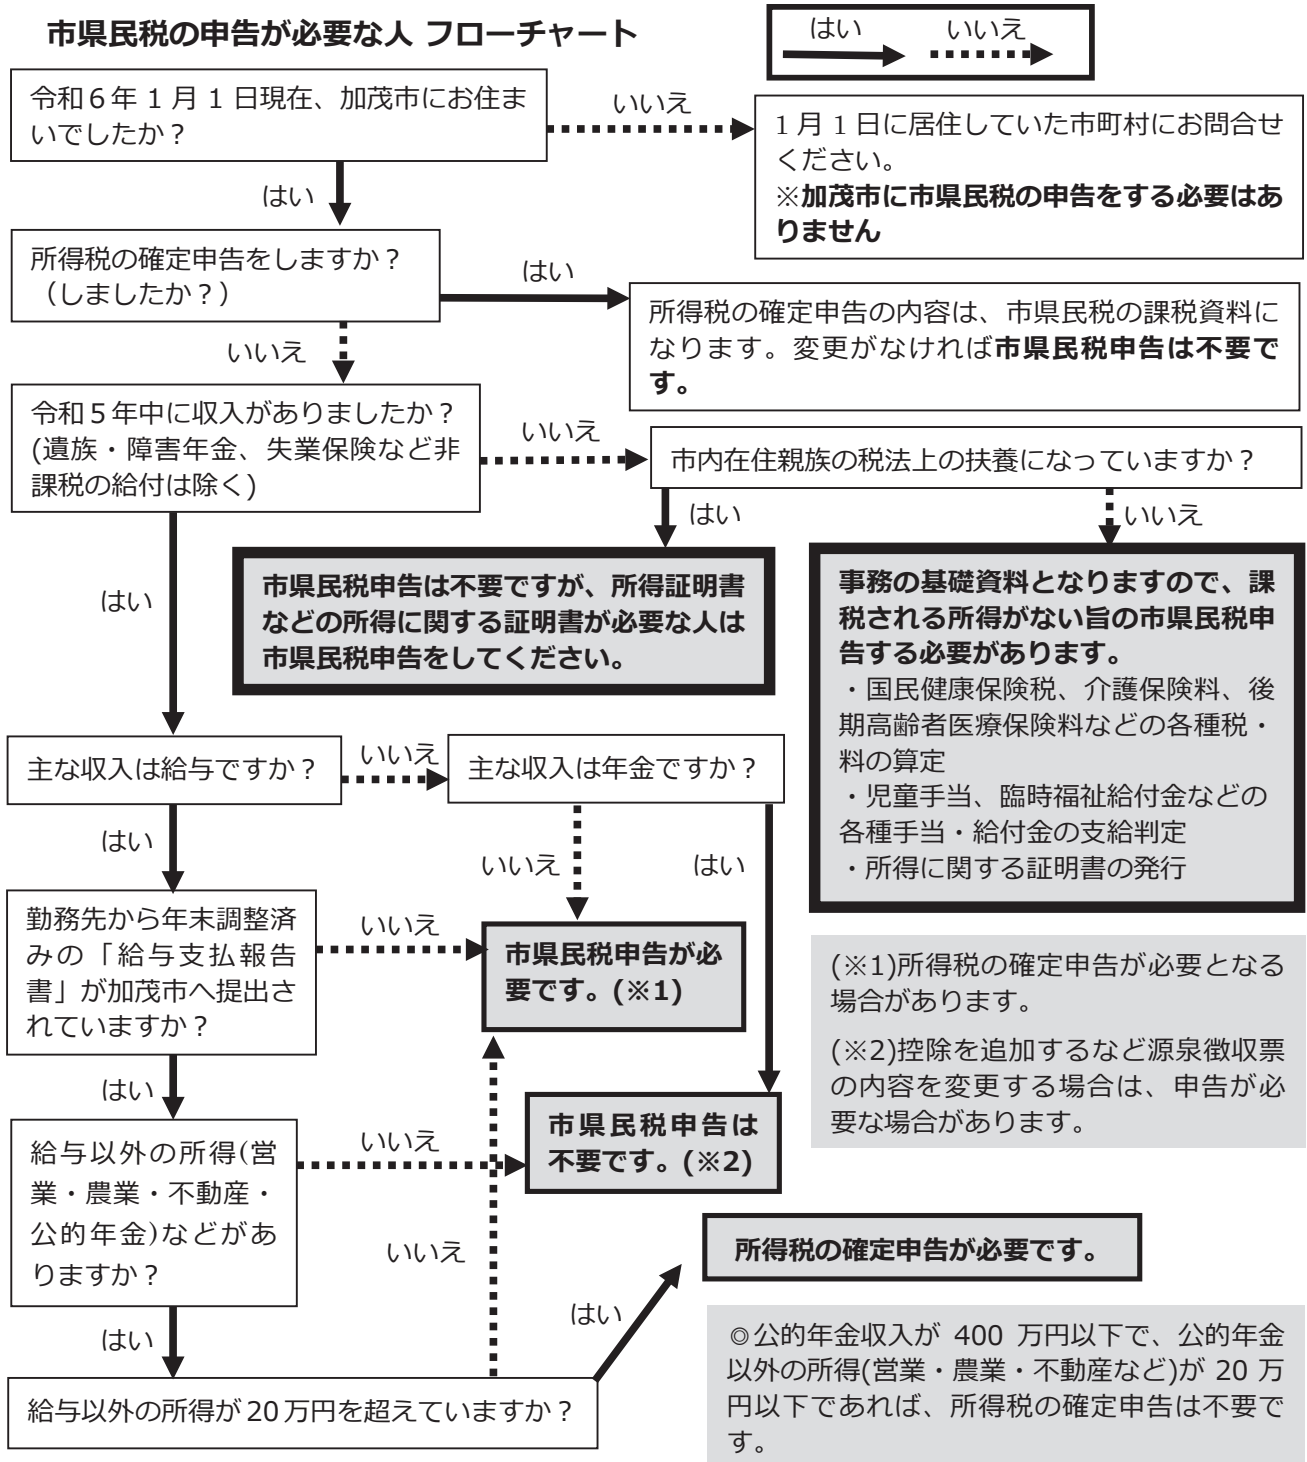 市県民税の申告が必要な人 フローチャート
はい いいえ
令和６年 1 月 1 日現在、加茂市にお住ま
いでしたか？
いいえ
1 月 1 日に居住していた市町村にお問合せ
ください。
※加茂市に市県民税の申告をする必要はあ
りません
はい
所得税の確定申告をしますか？
（しましたか？）
はい
所得税の確定申告の内容は、市県民税の課税資料に
なります。変更がなければ市県民税申告は不要で
す。
いいえ
令和５年中に収入がありましたか？
(遺族・障害年金、失業保険など非
課税の給付は除く)
いいえ
市内在住親族の税法上の扶養になっていますか？
はい
いいえ
市県民税申告は不要ですが、所得証明書
などの所得に関する証明書が必要な人は
市県民税申告をしてください。
事務の基礎資料となりますので、課
税される所得がない旨の市県民税申
告する必要があります。
・国民健康保険税、介護保険料、後
期高齢者医療保険料などの各種税・
料の算定
・児童手当、臨時福祉給付金などの
各種手当・給付金の支給判定
・所得に関する証明書の発行
はい
主な収入は給与ですか？
いいえ
主な収入は年金ですか？
はい
いいえ
はい
勤務先から年末調整済
みの「給与支払報告
書」が加茂市へ提出さ
れていますか？
いいえ
市県民税申告が必
要です。(※1)
(※1)所得税の確定申告が必要となる
場合があります。
(※2)控除を追加するなど源泉徴収票
の内容を変更する場合は、申告が必
要な場合があります。
はい
給与以外の所得(営
業・農業・不動産・
公的年金)などがあ
りますか？
いいえ
市県民税申告は
不要です。(※2)
いいえ
所得税の確定申告が必要です。
はい
はい
給与以外の所得が 20 万円を超えていますか？
◎公的年金収入が 400 万円以下で、公的年金
以外の所得(営業・農業・不動産など)が 20 万
円以下であれば、所得税の確定申告は不要で
す。